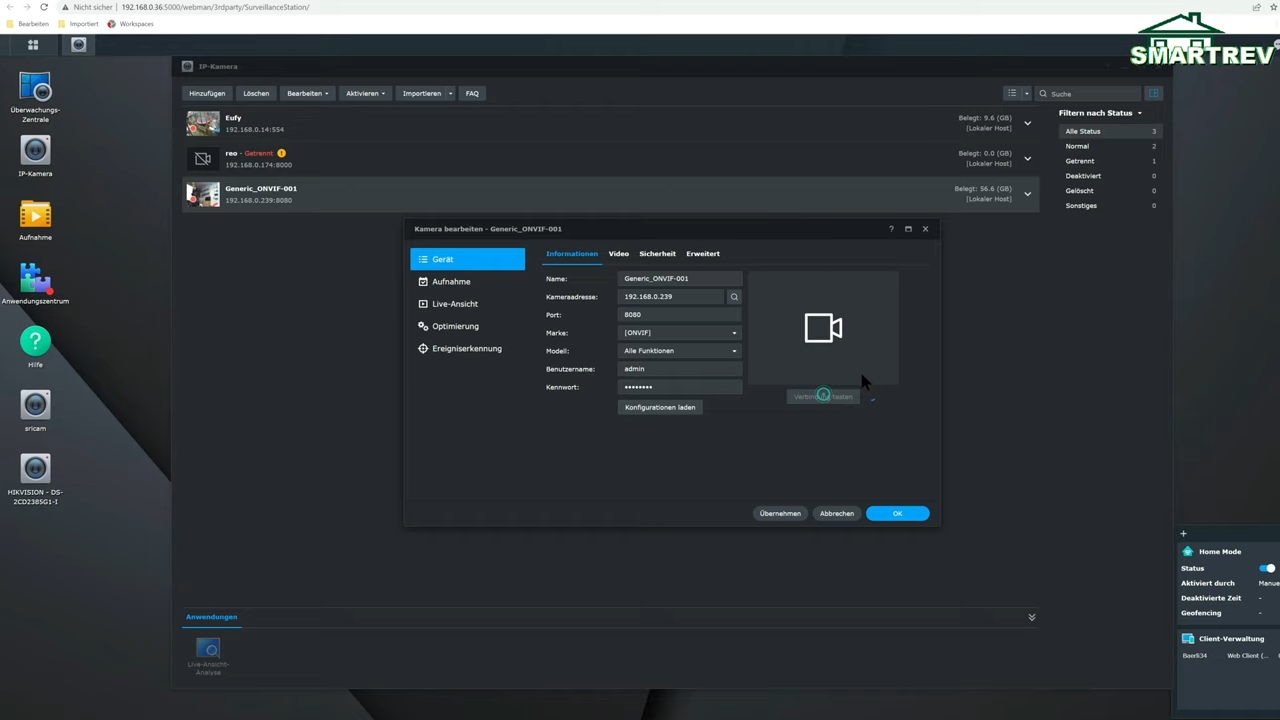 Nicht sicher 192.168.0.36:5000/webman/3rdparty/SurveillanceStation/
Bearbeiten Importiert Workspaces
SMARTREV
IP-Kamera
Hinzufügen Löschen Bearbeiten Aktivieren Importieren FAQ Suche
Überwachungs-
Zentrale
IP-Kamera
Aufnahme
Anwendungszentrum
Hilfe
sricam
HIKVISION - DS-
2CD2385G1-I
Eufy
192.168.0.14:554
Belegt: 9.6 (GB)
[Lokaler Host]
reo - Getrennt
192.168.0.174:8000
Belegt: 0.0 (GB)
[Lokaler Host]
Generic_ONVIF-001
192.168.0.239:8080
Belegt: 56.6 (GB)
[Lokaler Host]
Filtern nach Status
Alle Status 3
Normal 2
Getrennt 1
Deaktiviert 0
Gelöscht 0
Sonstiges 0
Kamera bearbeiten - Generic_ONVIF-001
Gerät
Aufnahme
Live-Ansicht
Optimierung
Ereigniserkennung
Informationen Video Sicherheit Erweitert
Name: Generic_ONVIF-001
Kameraadresse: 192.168.0.239
Port: 8080
Marke: [ONVIF]
Modell: Alle Funktionen
Benutzername: admin
Kennwort: ••••••••
Konfigurationen laden
Verbindung testen
Übernehmen Abbrechen OK
Anwendungen
Live-Ansicht-
Analyse
Home Mode
Status
Aktiviert durch Manue
Deaktivierte Zeit -
Geofencing -
Client-Verwaltung
Baerli34 Web Client (...